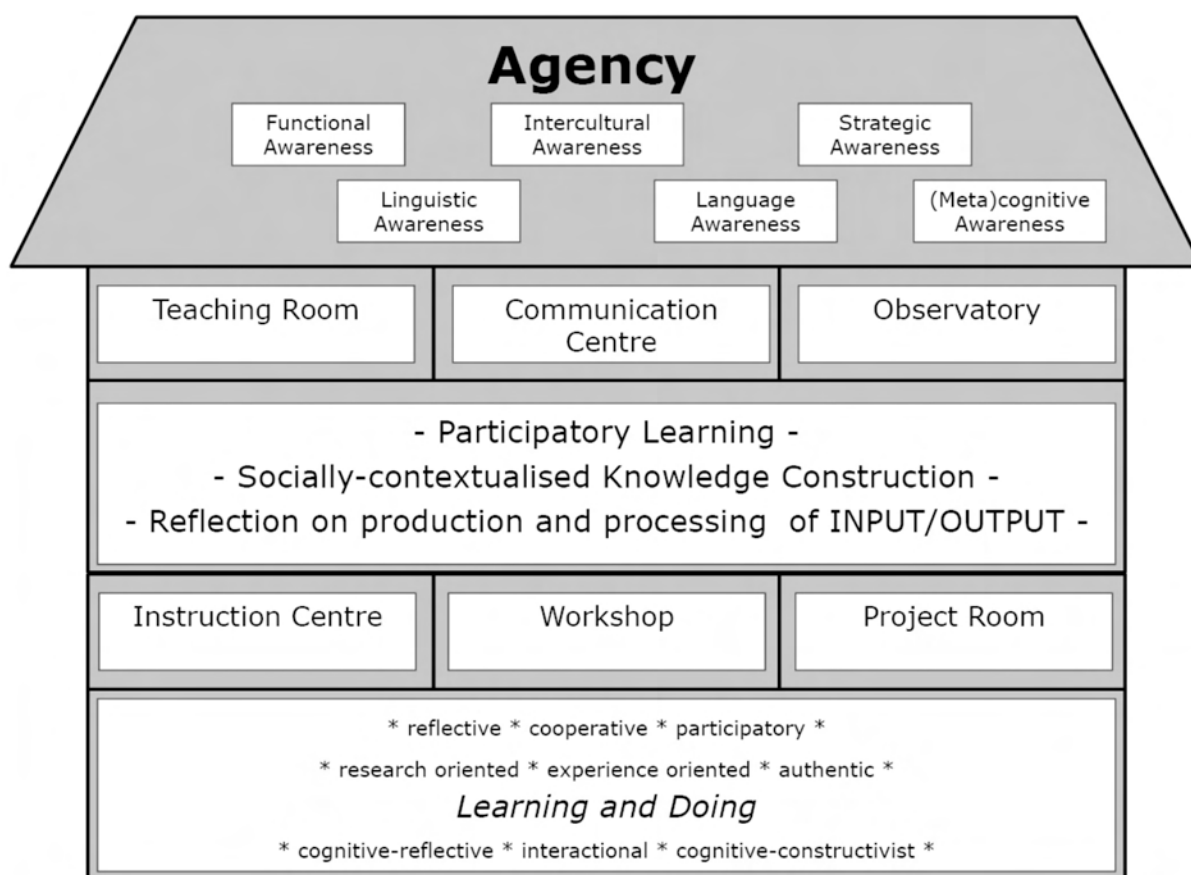 Agency
Functional
Awareness
Intercultural
Awareness
Strategic
Awareness
Linguistic
Awareness
Language
Awareness
(Meta)cognitive
Awareness
Teaching Room
Communication
Centre
Observatory
- Participatory Learning -
- Socially-contextualised Knowledge Construction -
- Reflection on production and processing of INPUT/OUTPUT -
Instruction Centre
Workshop
Project Room
* reflective * cooperative * participatory *
* research oriented * experience oriented * authentic *
Learning and Doing
* cognitive-reflective * interactional * cognitive-constructivist *